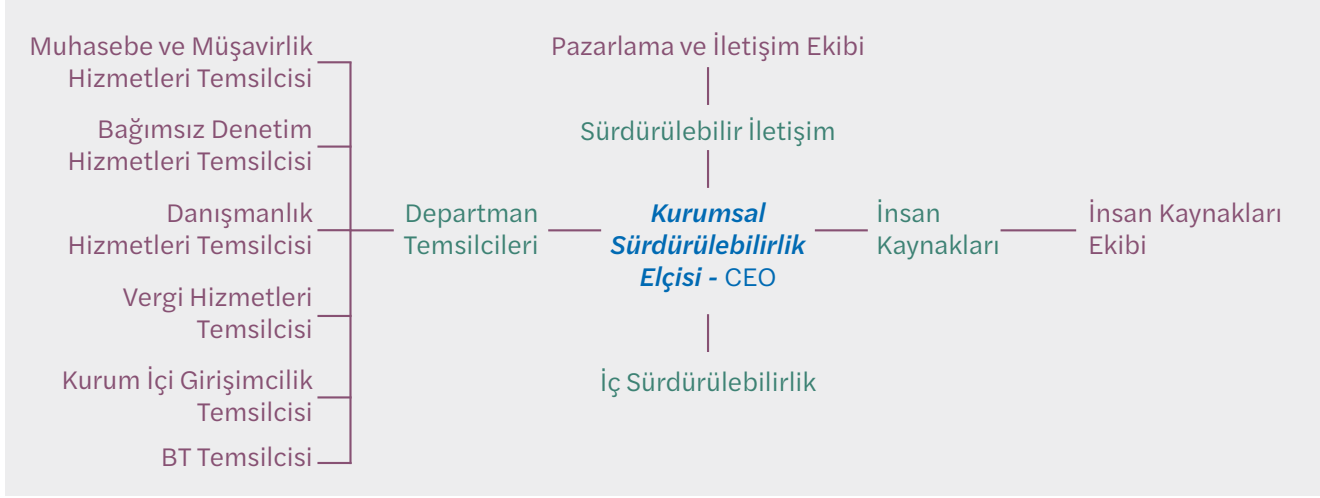 Muhasebe ve Müşavirlik
Hizmetleri Temsilcisi
Bağımsız Denetim
Hizmetleri Temsilcisi
Danışmanlık
Hizmetleri Temsilcisi
Vergi Hizmetleri
Temsilcisi
Kurum İçi Girişimcilik
Temsilcisi
BT Temsilcisi
Departman
Temsilcileri
Pazarlama ve İletişim Ekibi
Sürdürülebilir İletişim
Kurumsal
Sürdürülebilirlik
Elçisi - CEO
İç Sürdürülebilirlik
İnsan
Kaynakları
İnsan Kaynakları
Ekibi